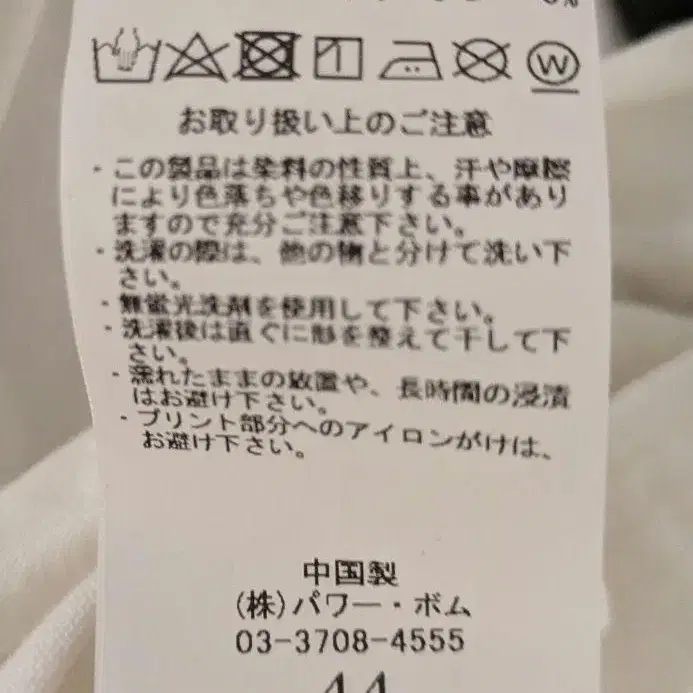 %
W
お取り扱い上のご注意
・この製品は染料の性質上、汗や摩擦
により色落ちや色移りする事があり
ますので充分ご注意下さい。
・洗濯の際は、他の物と分けて洗い下
さい。
・無蛍光洗剤を使用して下さい。
・洗濯後は直ぐに形を整えて干して下
さい。
・濡れたままの放置や、長時間の浸漬
はお避け下さい。
・プリント部分へのアイロンがけは、
お避け下さい。
中国製
(株)パワー・ボム
03-3708-4555